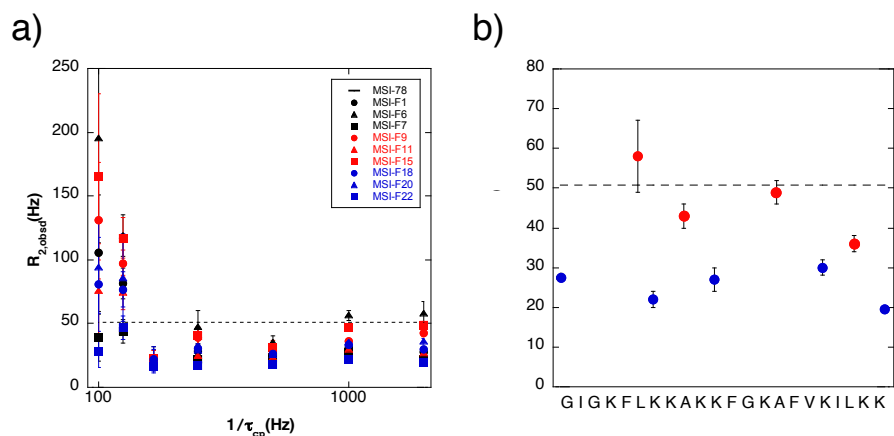 a)
R2,obsd(Hz)
250
200
150
100
50
0
100
1000
1/τcp(Hz)
MSI-78
MSI-F1
MSI-F6
MSI-F7
MSI-F9
MSI-F11
MSI-F15
MSI-F18
MSI-F20
MSI-F22
b)
80
70
60
50
40
30
20
10
0
G I G K F L K K A K K F G K A F V K I L K K